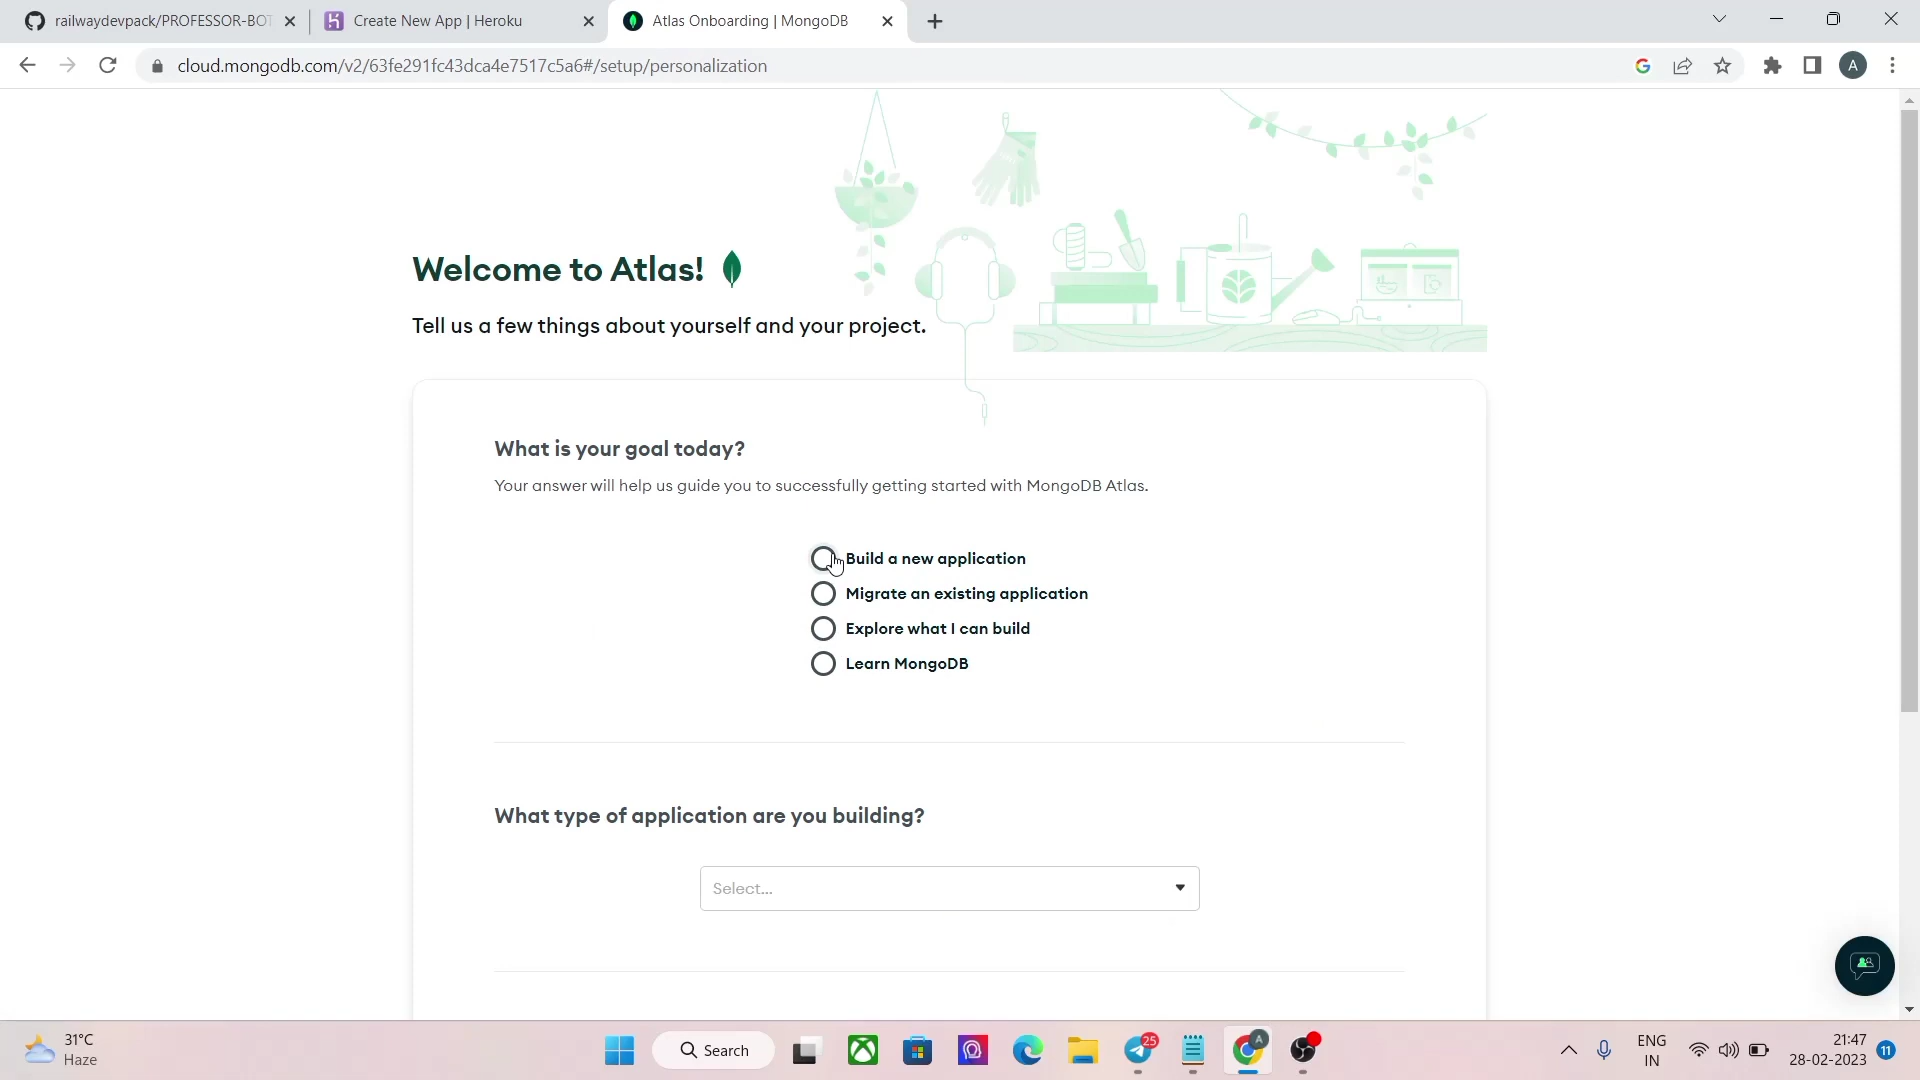 railwaydevpack/PROFESSOR-BOT
Create New App | Heroku
Atlas Onboarding | MongoDB
cloud.mongodb.com/v2/63fe291fc43dca4e7517c5a6#/setup/personalization
A
Welcome to Atlas!
Tell us a few things about yourself and your project.
What is your goal today?
Your answer will help us guide you to successfully getting started with MongoDB Atlas.
Build a new application
Migrate an existing application
Explore what I can build
Learn MongoDB
What type of application are you building?
Select...
31°C
Haze
Search
25
A
ENG
IN
21:47
28-02-2023
11